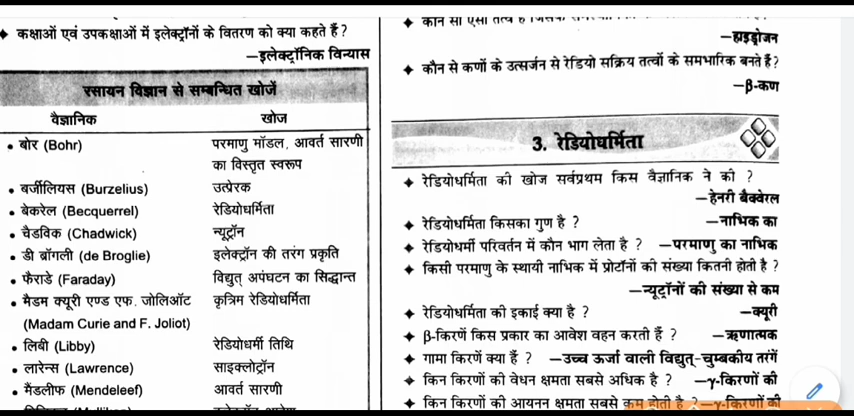 कक्षाओं एवं उपकक्षाओं में इलेक्ट्रॉनों के वितरण को क्या कहते हैं ?
—इलेक्ट्रॉनिक विन्यास
रसायन विज्ञान से सम्बन्धित खोजें
वैज्ञानिक खोज
• बोर (Bohr) परमाणु मॉडल, आवर्त सारणी
का विस्तृत स्वरूप
• बर्जीलियस (Burzelius) उत्प्रेरक
• बेकरेल (Becquerrel) रेडियोधर्मिता
• चैडविक (Chadwick) न्यूट्रॉन
• डी ब्रॉगली (de Broglie) इलेक्ट्रॉन की तरंग प्रकृति
• फैराडे (Faraday) विद्युत् अपघटन का सिद्धान्त
• मैडम क्यूरी एण्ड एफ. जोलिऑट कृत्रिम रेडियोधर्मिता
(Madam Curie and F. Joliot)
• लिबी (Libby) रेडियोधर्मी तिथि
• लारेन्स (Lawrence) साइक्लोट्रॉन
• मैंडलीफ (Mendeleef) आवर्त सारणी
कौन सा ऐसा तत्व है
—हाइड्रोजन
कौन से कणों के उत्सर्जन से रेडियो सक्रिय तत्वों के समभारिक बनते हैं?
—β-कण
3. रेडियोधर्मिता
रेडियोधर्मिता की खोज सर्वप्रथम किस वैज्ञानिक ने की ?
—हेनरी बैक्वेरल
रेडियोधर्मिता किसका गुण है ? —नाभिक का
रेडियोधर्मी परिवर्तन में कौन भाग लेता है ? —परमाणु का नाभिक
किसी परमाणु के स्थायी नाभिक में प्रोटॉनों की संख्या कितनी होती है ?
—न्यूट्रॉनों की संख्या से कम
रेडियोधर्मिता की इकाई क्या है ? —क्यूरी
β-किरणें किस प्रकार का आवेश वहन करती हैं ? —ऋणात्मक
गामा किरणें क्या हैं ? —उच्च ऊर्जा वाली विद्युत्-चुम्बकीय तरंगें
किन किरणों की वेधन क्षमता सबसे अधिक है ? —γ-किरणों की
किन किरणों की आयनन क्षमता सबसे कम होती है ? —γ-किरणों की